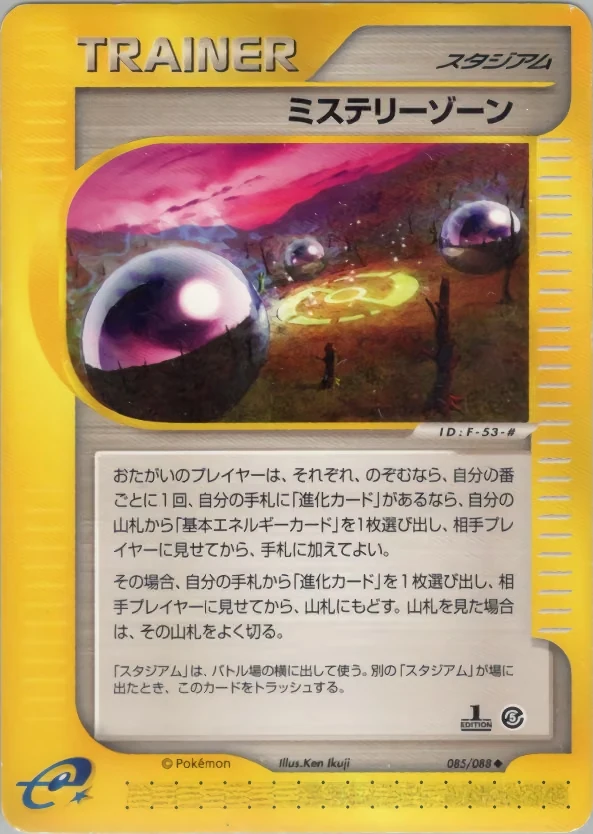 TRAINER
スタジアム
ミステリーゾーン
ID:F-53-#
おたがいのプレイヤーは、それぞれ、のぞむなら、自分の番
ごとに1回、自分の手札に「進化カード」があるなら、自分の
山札から「基本エネルギーカード」を1枚選び出し、相手プレ
イヤーに見せてから、手札に加えてよい。
その場合、自分の手札から「進化カード」を1枚選び出し、相
手プレイヤーに見せてから、山札にもどす。山札を見た場合
は、その山札をよく切る。
「スタジアム」は、バトル場の横に出して使う。別の「スタジアム」が場に
出たとき、このカードをトラッシュする。
1
EDITION
5
© Pokémon Illus.Ken Ikuji 085/088 ◆
e